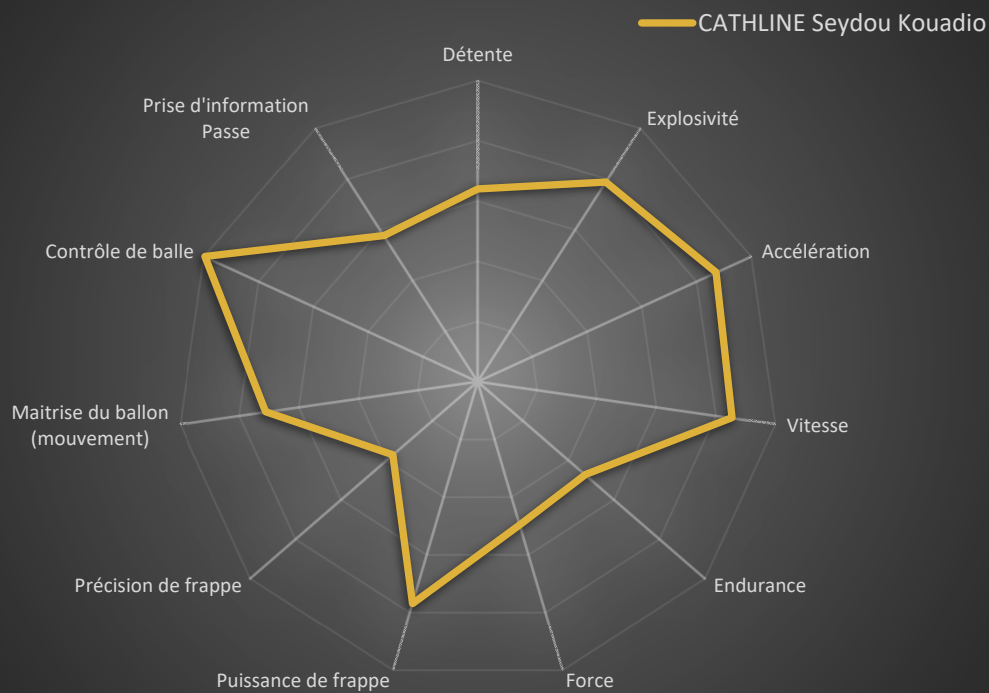 CATHLINE Seydou Kouadio
Détente
Explosivité
Accélération
Vitesse
Endurance
Force
Puissance de frappe
Précision de frappe
Maitrise du ballon
(mouvement)
Contrôle de balle
Prise d'information
Passe